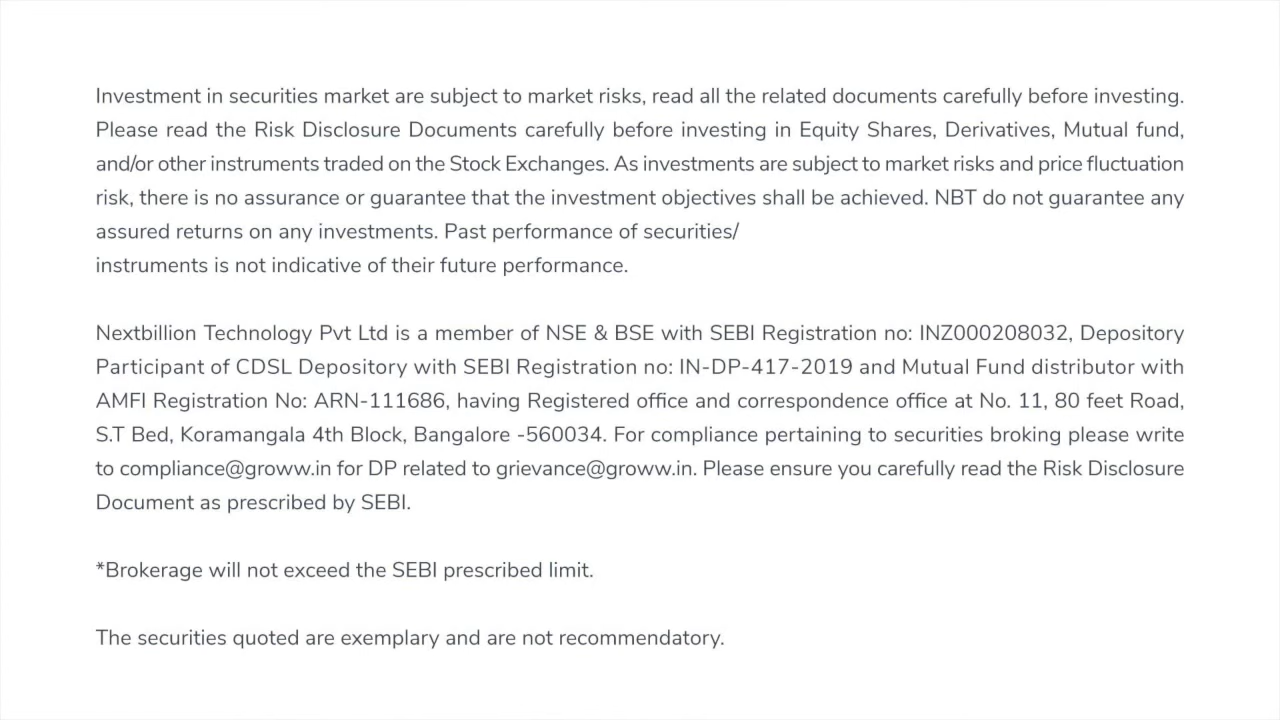 Investment in securities market are subject to market risks, read all the related documents carefully before investing.
Please read the Risk Disclosure Documents carefully before investing in Equity Shares, Derivatives, Mutual fund,
and/or other instruments traded on the Stock Exchanges. As investments are subject to market risks and price fluctuation
risk, there is no assurance or guarantee that the investment objectives shall be achieved. NBT do not guarantee any
assured returns on any investments. Past performance of securities/
instruments is not indicative of their future performance.
Nextbillion Technology Pvt Ltd is a member of NSE & BSE with SEBI Registration no: INZ000208032, Depository
Participant of CDSL Depository with SEBI Registration no: IN-DP-417-2019 and Mutual Fund distributor with
AMFI Registration No: ARN-111686, having Registered office and correspondence office at No. 11, 80 feet Road,
S.T Bed, Koramangala 4th Block, Bangalore -560034. For compliance pertaining to securities broking please write
to compliance@groww.in for DP related to grievance@groww.in. Please ensure you carefully read the Risk Disclosure
Document as prescribed by SEBI.
*Brokerage will not exceed the SEBI prescribed limit.
The securities quoted are exemplary and are not recommendatory.